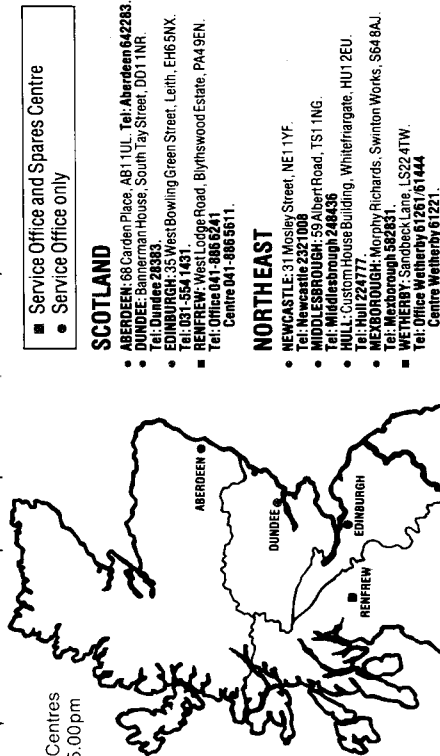 ■ Service Office and Spares Centre
● Service Office only
SCOTLAND
● ABERDEEN: 68 Carden Place, AB1 1UL. Tel: Aberdeen 642283.
● DUNDEE: Bannerman House, South Tay Street, DD1 1NR.
Tel: Dundee 28383.
● EDINBURGH: 35 West Bowling Green Street, Leith, EH6 5NX.
Tel: 031-554 1431.
■ RENFREW: West Lodge Road, Blythswood Estate, PA4 9EN.
Tel: Office 041-886 6241
Centre 041-886 5611.
NORTH EAST
● NEWCASTLE: 31 Mosley Street, NE1 1YF.
Tel: Newcastle 2321008
● MIDDLESBROUGH: 59 Albert Road, TS1 1NG.
Tel: Middlesbrough 248436
● HULL: Custom House Building, Whitefriargate, HU1 2EU.
Tel: Hull 224777.
● MEXBOROUGH: Morphy Richards, Swinton Works, S64 8AJ.
Tel: Mexborough 582831.
■ WETHERBY: Sandbeck Lane, LS22 4TW.
Tel: Office Wetherby 61261/61444
Centre Wetherby 61221.
Centres
5.00pm
ABERDEEN
DUNDEE
EDINBURGH
RENFREW